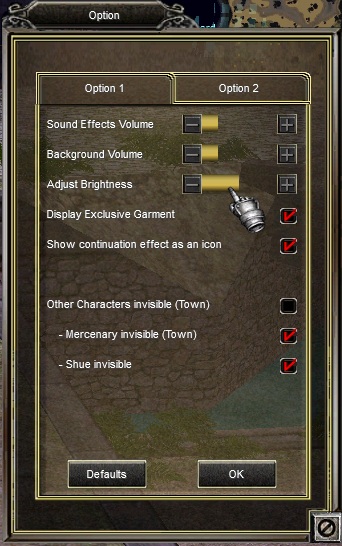 Option
Option 1
Option 2
Sound Effects Volume
Background Volume
Adjust Brightness
Display Exclusive Garment
Show continuation effect as an icon
Other Characters invisible (Town)
- Mercenary invisible (Town)
- Shue invisible
Defaults
OK